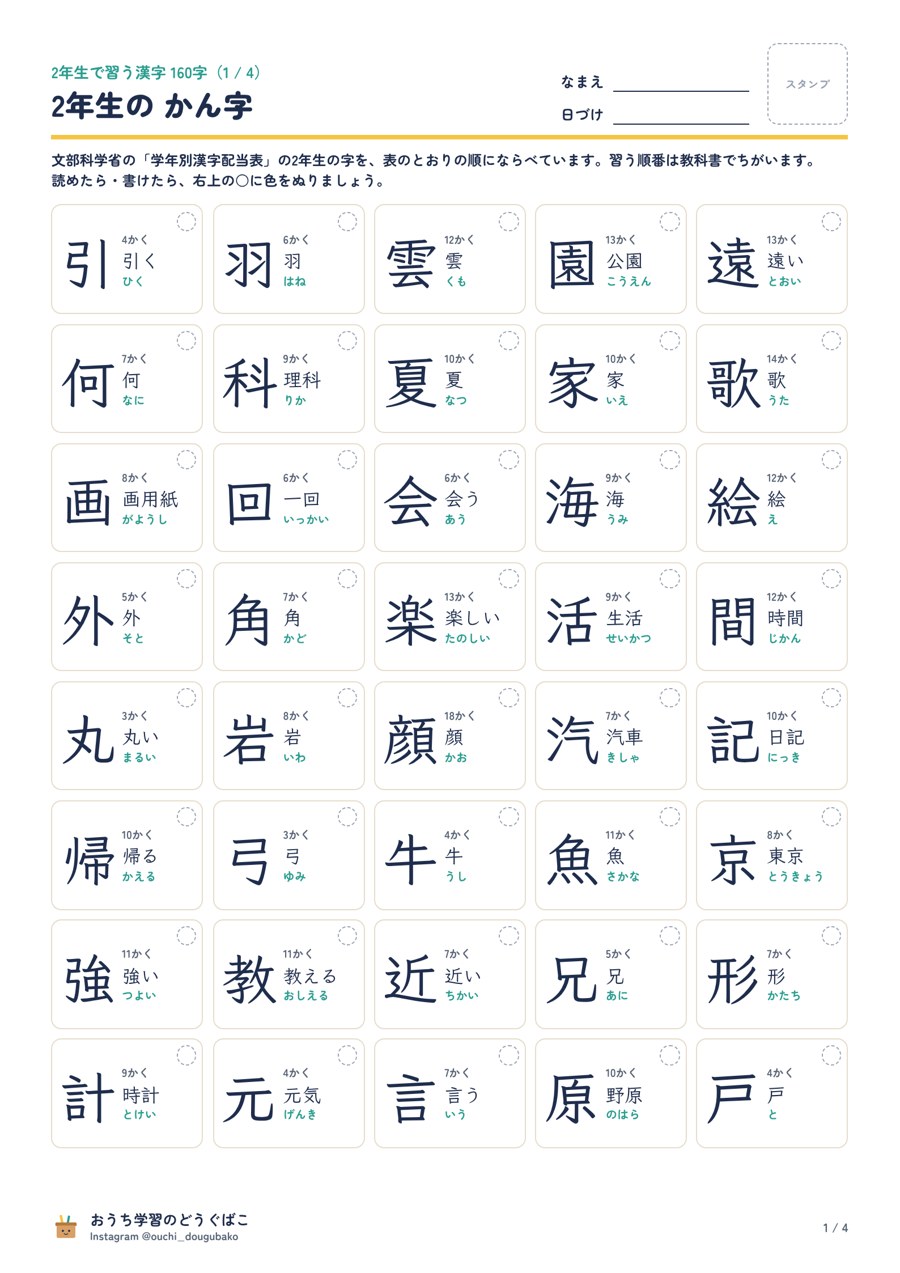 2年生で習う漢字 160字（1 / 4）
2年生の かん字
なまえ
日づけ
スタンプ
文部科学省の「学年別漢字配当表」の2年生の字を、表のとおりの順にならべています。習う順番は教科書でちがいます。
読めたら・書けたら、右上の○に色をぬりましょう。
引
4かく
引く
ひく
羽
6かく
羽
はね
雲
12かく
雲
くも
園
13かく
公園
こうえん
遠
13かく
遠い
とおい
何
7かく
何
なに
科
9かく
理科
りか
夏
10かく
夏
なつ
家
10かく
家
いえ
歌
14かく
歌
うた
画
8かく
画用紙
がようし
回
6かく
一回
いっかい
会
6かく
会う
あう
海
9かく
海
うみ
絵
12かく
絵
え
外
5かく
外
そと
角
7かく
角
かど
楽
13かく
楽しい
たのしい
活
9かく
生活
せいかつ
間
12かく
時間
じかん
丸
3かく
丸い
まるい
岩
8かく
岩
いわ
顔
18かく
顔
かお
汽
7かく
汽車
きしゃ
記
10かく
日記
にっき
帰
10かく
帰る
かえる
弓
3かく
弓
ゆみ
牛
4かく
牛
うし
魚
11かく
魚
さかな
京
8かく
東京
とうきょう
強
11かく
強い
つよい
教
11かく
教える
おしえる
近
7かく
近い
ちかい
兄
5かく
兄
あに
形
7かく
形
かたち
計
9かく
時計
とけい
元
4かく
元気
げんき
言
7かく
言う
いう
原
10かく
野原
のはら
戸
4かく
戸
と
おうち学習のどうぐばこ
Instagram @ouchi_dougubako
1 / 4